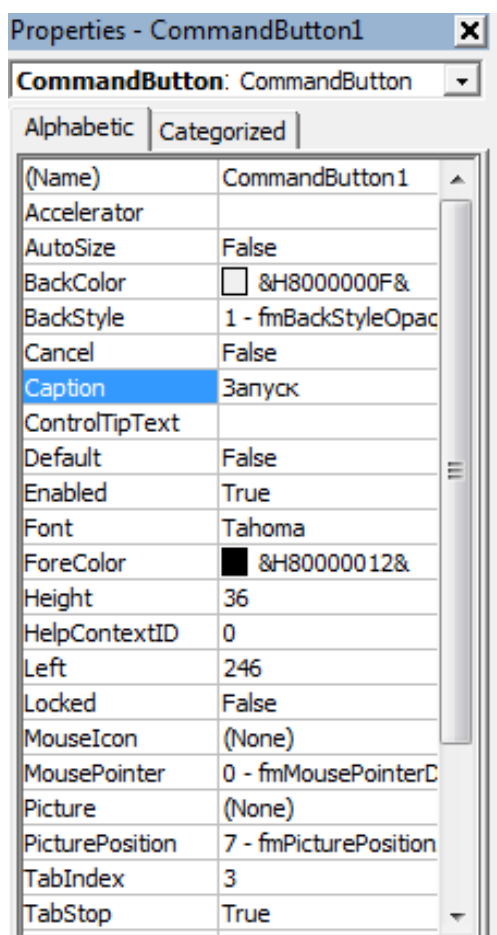 Properties - CommandButton1
CommandButton: CommandButton
Alphabetic Categorized
(Name) CommandButton1
Accelerator
AutoSize False
BackColor &H8000000F&
BackStyle 1 - fmBackStyleOpaq
Cancel False
Caption Запуск
ControlTipText
Default False
Enabled True
Font Tahoma
ForeColor &H80000012&
Height 36
HelpContextID 0
Left 246
Locked False
MouseIcon (None)
MousePointer 0 - fmMousePointerD
Picture (None)
PicturePosition 7 - fmPicturePosition
TabIndex 3
TabStop True